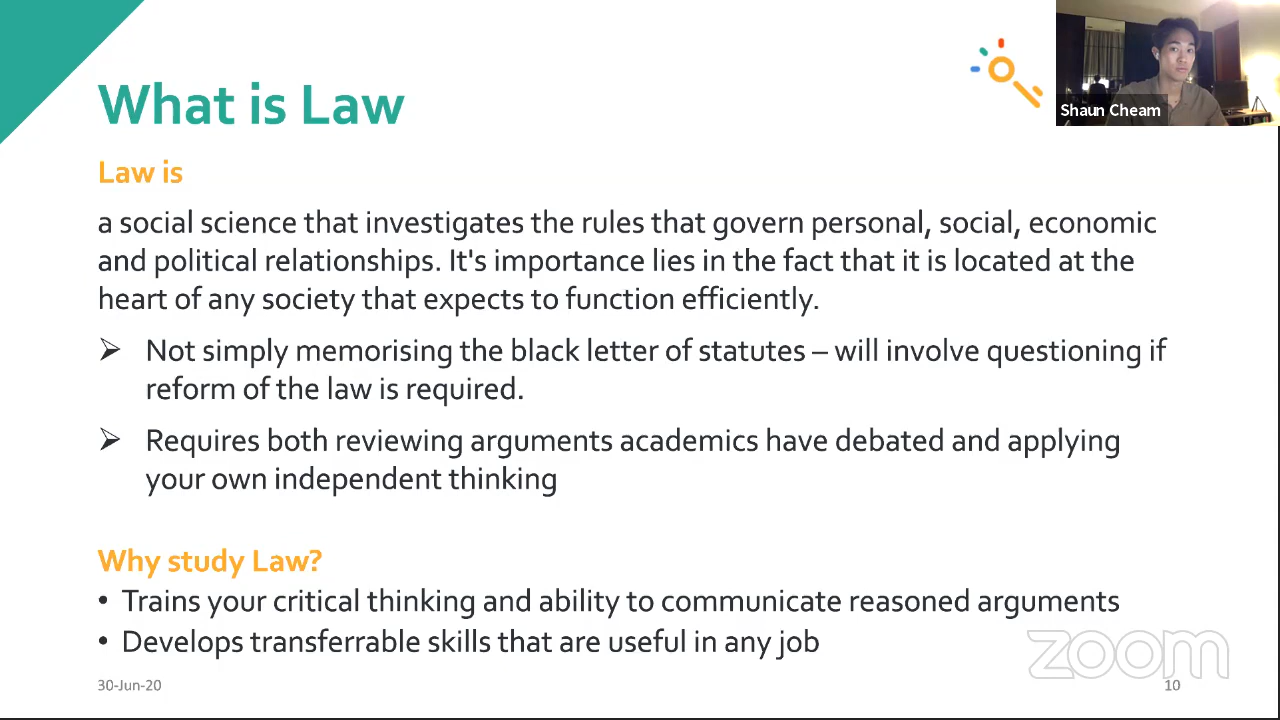 What is Law
Shaun Cheam
Law is
a social science that investigates the rules that govern personal, social, economic
and political relationships. It's importance lies in the fact that it is located at the
heart of any society that expects to function efficiently.
➢ Not simply memorising the black letter of statutes – will involve questioning if
reform of the law is required.
➢ Requires both reviewing arguments academics have debated and applying
your own independent thinking
Why study Law?
• Trains your critical thinking and ability to communicate reasoned arguments
• Develops transferrable skills that are useful in any job
zoom
30-Jun-20
10